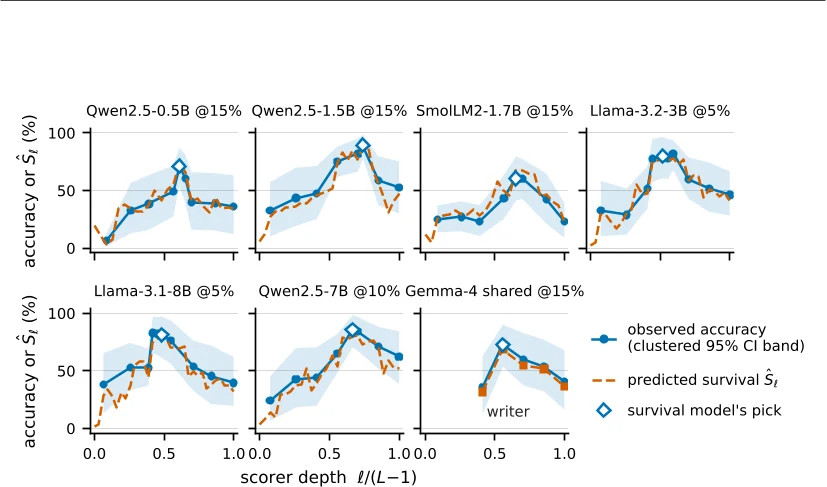 Qwen2.5-0.5B @15% Qwen2.5-1.5B @15% SmolLM2-1.7B @15% Llama-3.2-3B @5%
accuracy or Ŝℓ (%)
100
50
0
Llama-3.1-8B @5% Qwen2.5-7B @10% Gemma-4 shared @15%
accuracy or Ŝℓ (%)
100
50
0
writer
0.0 0.5 1.0 0.0 0.5 1.0 0.0 0.5 1.0
scorer depth ℓ/(L−1)
observed accuracy
(clustered 95% CI band)
predicted survival Ŝℓ
survival model's pick